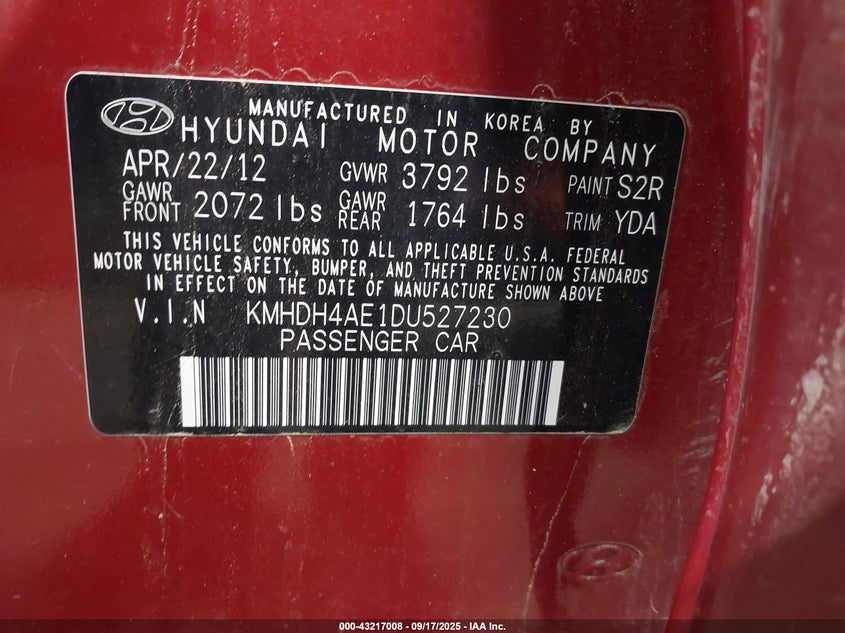 MANUFACTURED IN KOREA BY
HYUNDAI MOTOR COMPANY
APR/22/12 GVWR 3792 lbs PAINT S2R
GAWR FRONT 2072 lbs GAWR REAR 1764 lbs TRIM YDA
THIS VEHICLE CONFORMS TO ALL APPLICABLE U.S.A. FEDERAL
MOTOR VEHICLE SAFETY, BUMPER, AND THEFT PREVENTION STANDARDS
IN EFFECT ON THE DATE OF MANUFACTURE SHOWN ABOVE
V.I.N KMHDH4AE1DU527230
PASSENGER CAR
000-43217008 - 09/17/2025 - IAA Inc.